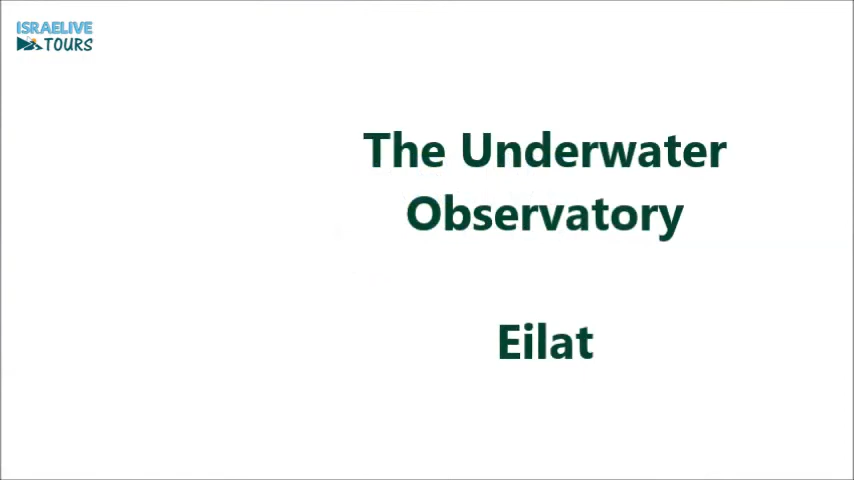 ISRAELIVE
TOURS
The Underwater
Observatory
Eilat